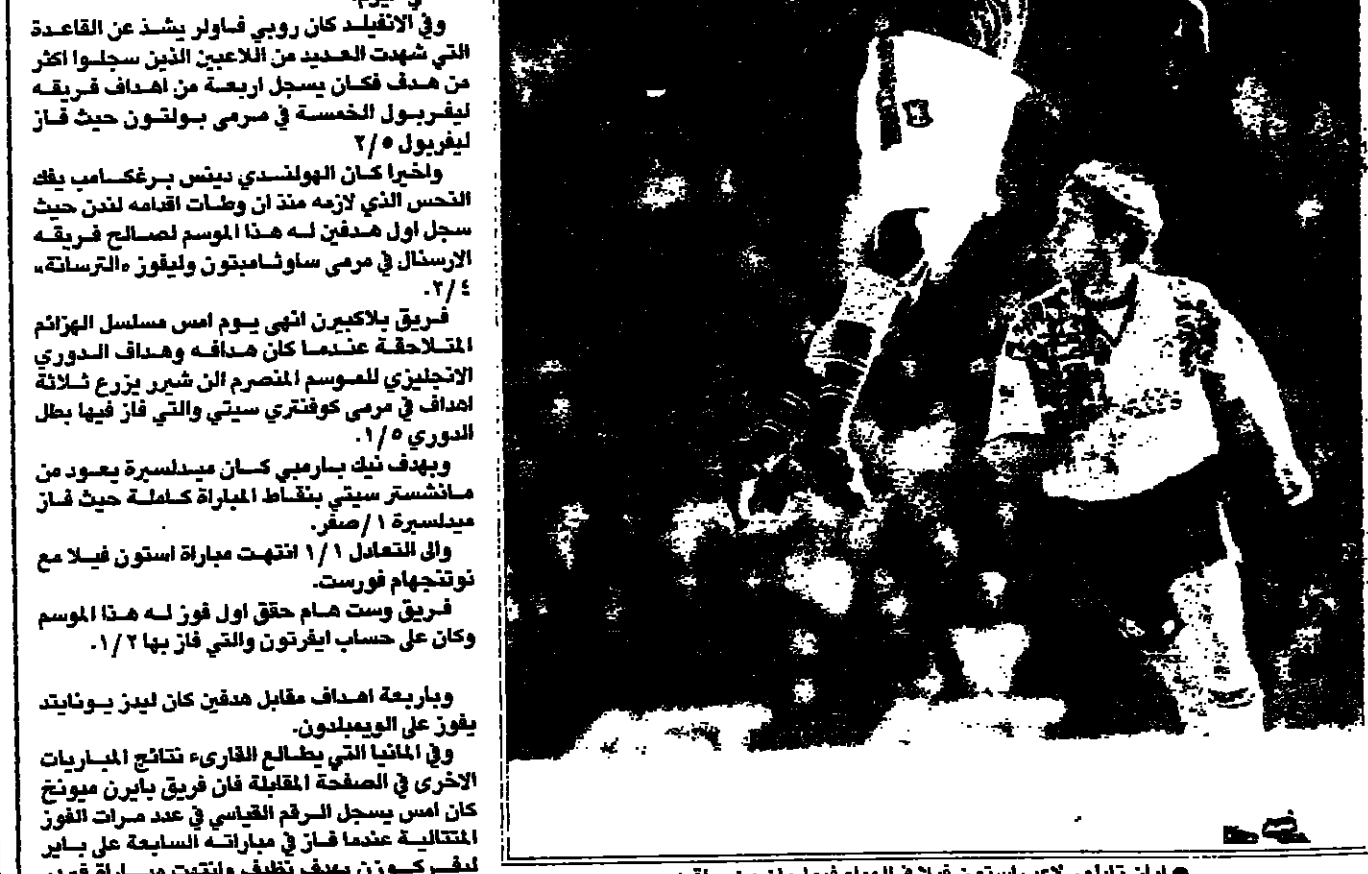 وفي الانفيلد كان روبي فاولر يشذ عن القاعدة
التي شهدت العديد من اللاعبين الذين سجلوا اكثر
من هدف فكان يسجل اربعة من اهداف فريقه
ليفربول الخمسة في مرمى بولتون حيث فاز
ليفربول ٥/٢
واخيرا كان الهولندي دينس برغكامب يفك
النحس الذي لازمه منذ ان وطات اقدامه لندن حيث
سجل اول هدفين له هذا الموسم لصالح فريقه
الارسنال في مرمى ساوثامبتون وليفوز «الترسانة»
٤/٢.
فريق بلاكبيرن انهى يوم امس مسلسل الهزائم
المتلاحقة عندما كان هدافه وهداف الدوري
الانجليزي للموسم المنصرم الن شيرر يزرع ثلاثة
اهداف في مرمى كوفنتري سيتي والتي فاز فيها بطل
الدوري ٥/١.
وبهدف نيك بارمبي كان ميدلسبرة يعود من
مانشستر سيتي بنقاط المباراة كاملة حيث فاز
ميدلسبرة ١/صفر.
والى التعادل ١/١ انتهت مباراة استون فيلا مع
نوتنجهام فورست.
فريق وست هام حقق اول فوز له هذا الموسم
وكان على حساب ايفرتون والتي فاز بها ١/٢.
وباربعة اهداف مقابل هدفين كان ليدز يونايتد
يفوز على الويمبلدون.
وفي المانيا التي يطالع القارىء نتائج المباريات
الاخرى في الصفحة المقابلة فان فريق بايرن ميونخ
كان امس يسجل الرقم القياسي في عدد مرات الفوز
المتتالية عندما فاز في مباراته السابعة على باير
ليفركوزن بهدف نظيف وانتهت مباراة